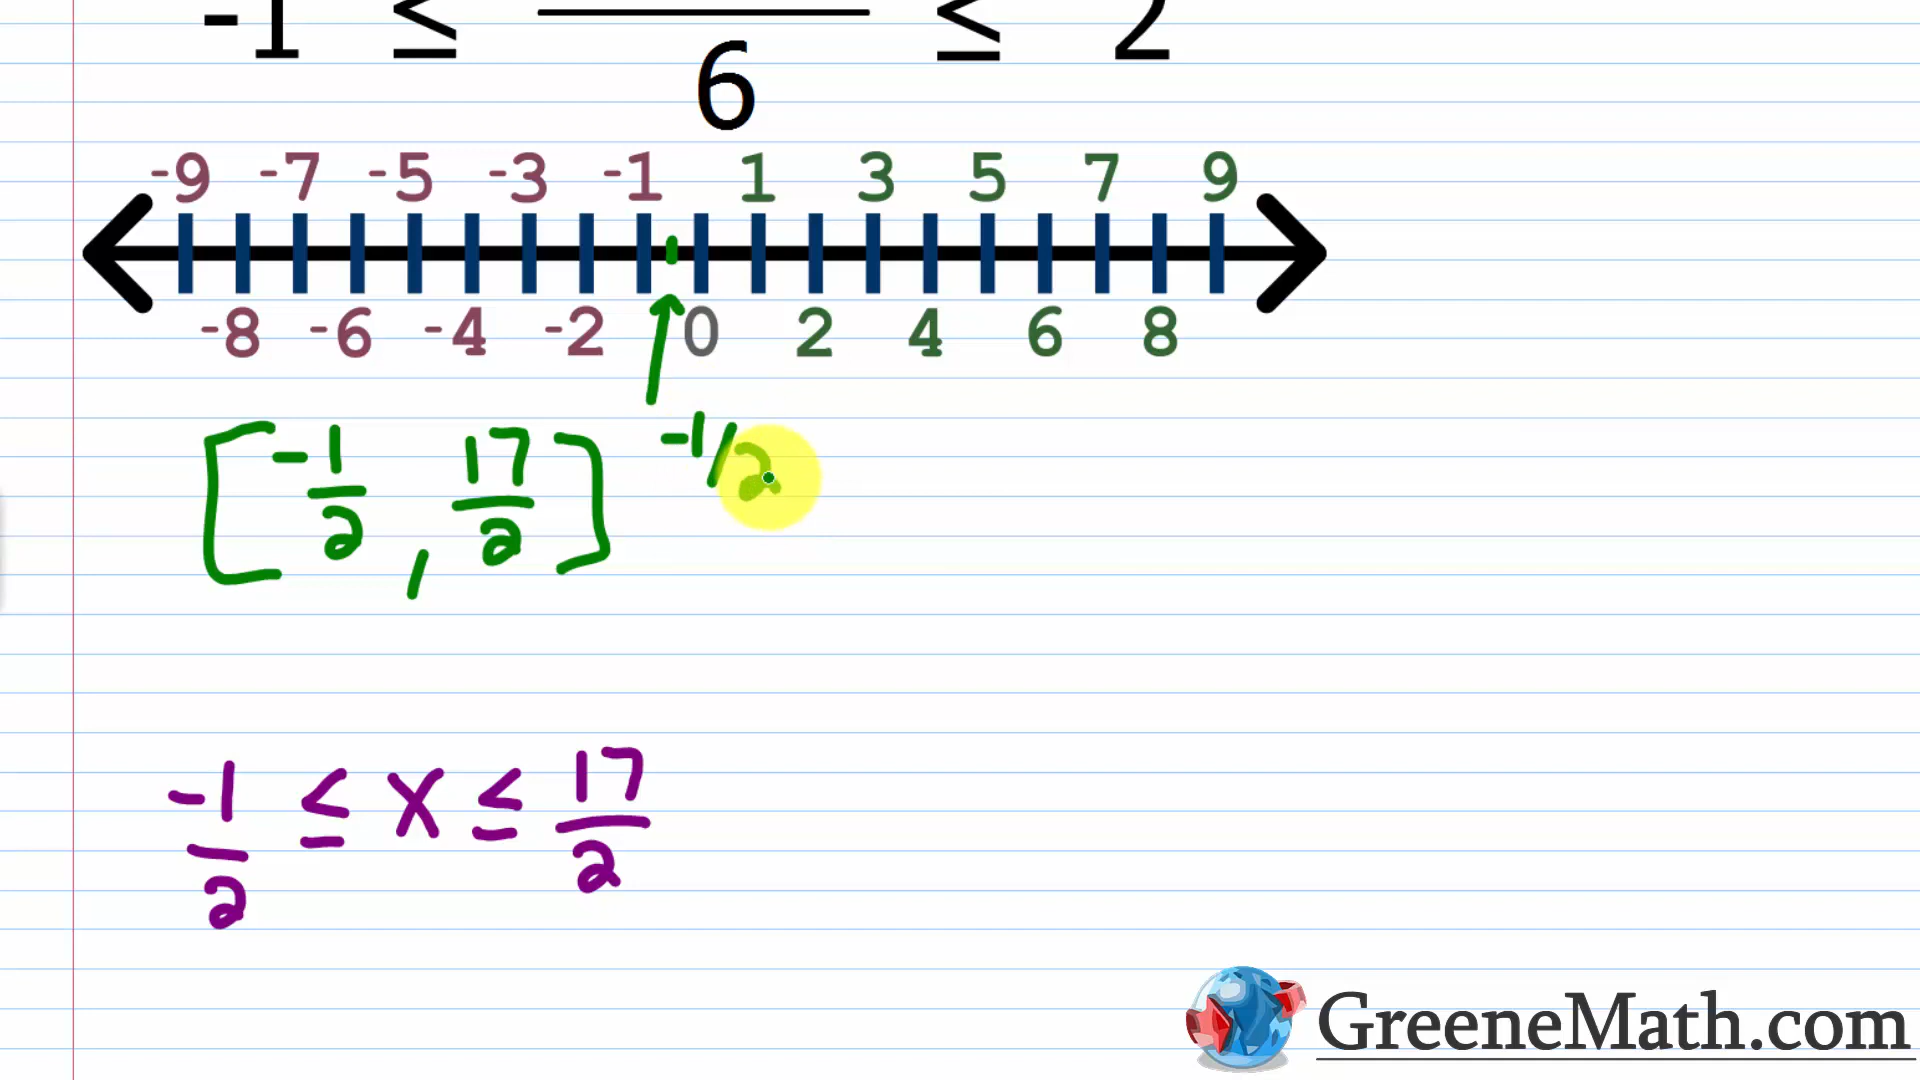 -1 ≤ ≤ 2
6
-9 -7 -5 -3 -1 1 3 5 7 9
-8 -6 -4 -2 0 2 4 6 8
[-1/2, 17/2] -1/2
-1/2 ≤ x ≤ 17/2
GreeneMath.com